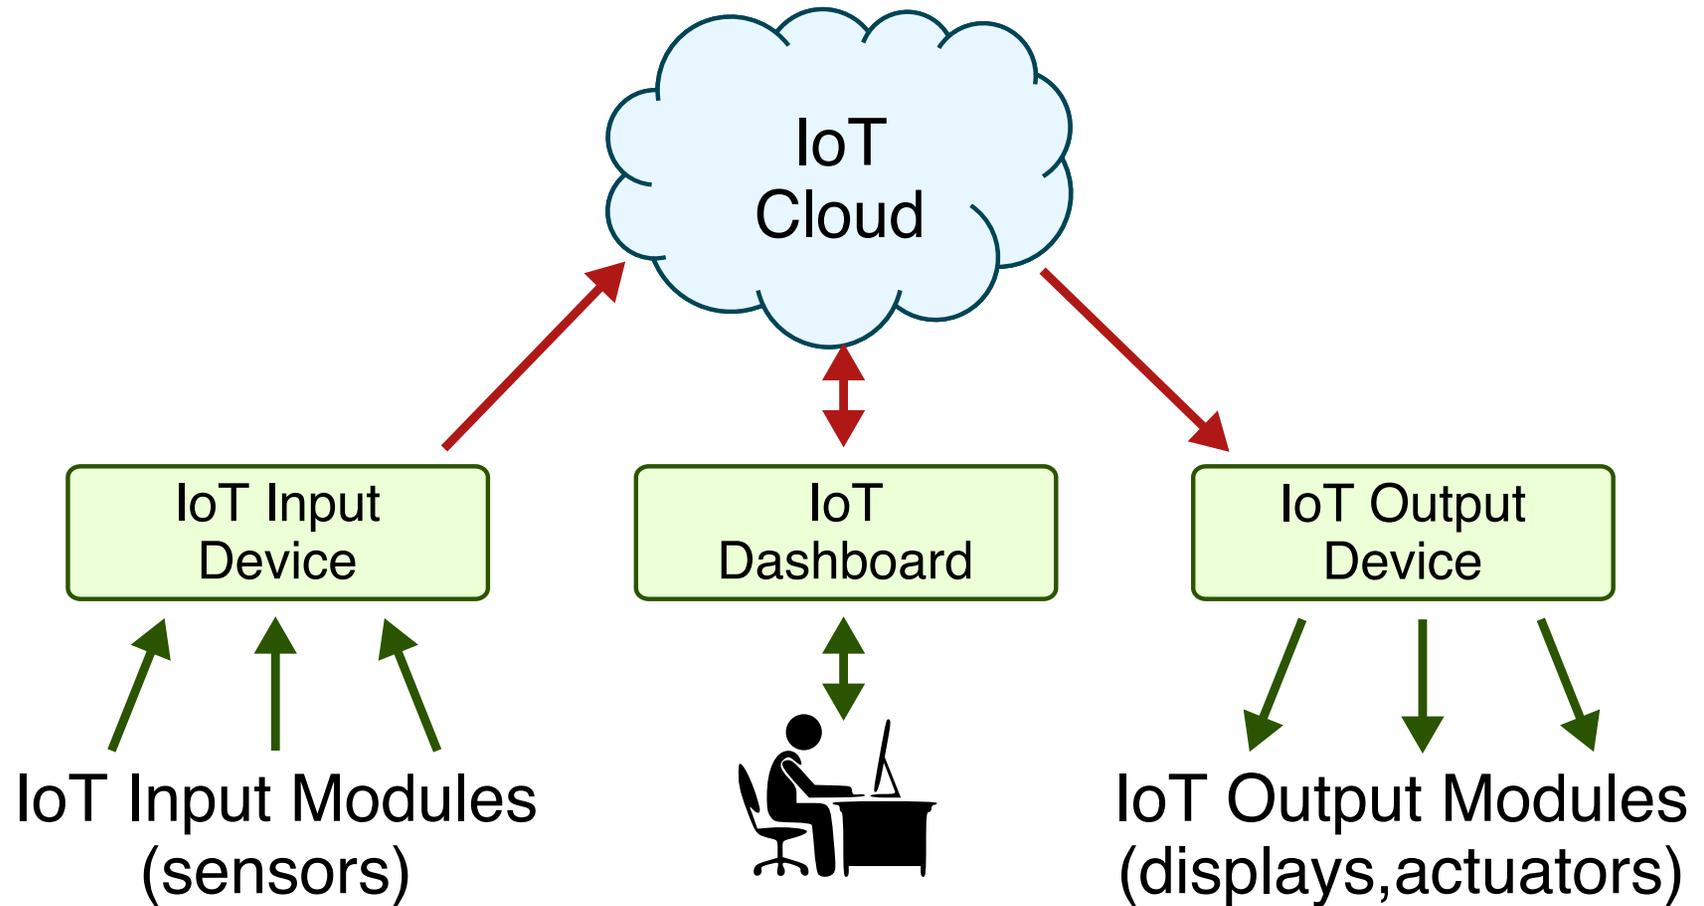 IoT
Cloud
IoT Input
Device
IoT
Dashboard
IoT Output
Device
IoT Input Modules
(sensors)
IoT Output Modules
(displays,actuators)